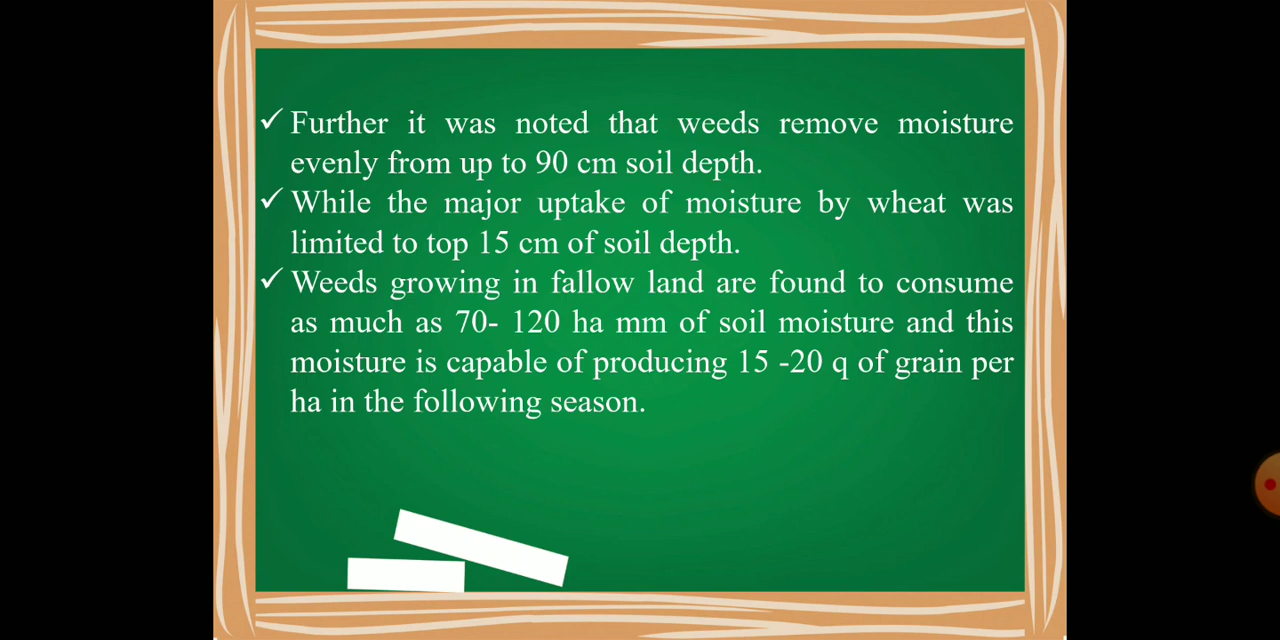 ✓ Further it was noted that weeds remove moisture
evenly from up to 90 cm soil depth.
✓ While the major uptake of moisture by wheat was
limited to top 15 cm of soil depth.
✓ Weeds growing in fallow land are found to consume
as much as 70- 120 ha mm of soil moisture and this
moisture is capable of producing 15 -20 q of grain per
ha in the following season.